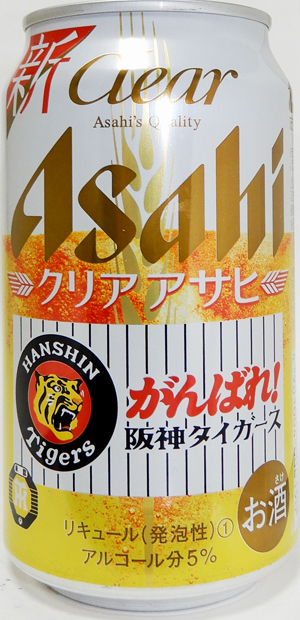 新
Clear
Asahi's Quality
Asahi
クリア アサヒ
HANSHIN
Tigers
がんばれ!
阪神タイガース
さけ
お酒
リキュール(発泡性)①
アルコール分5%